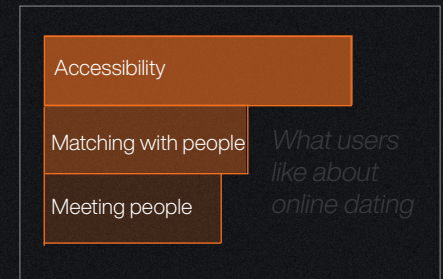 Accessibility
Matching with people
Meeting people
What users
like about
online dating